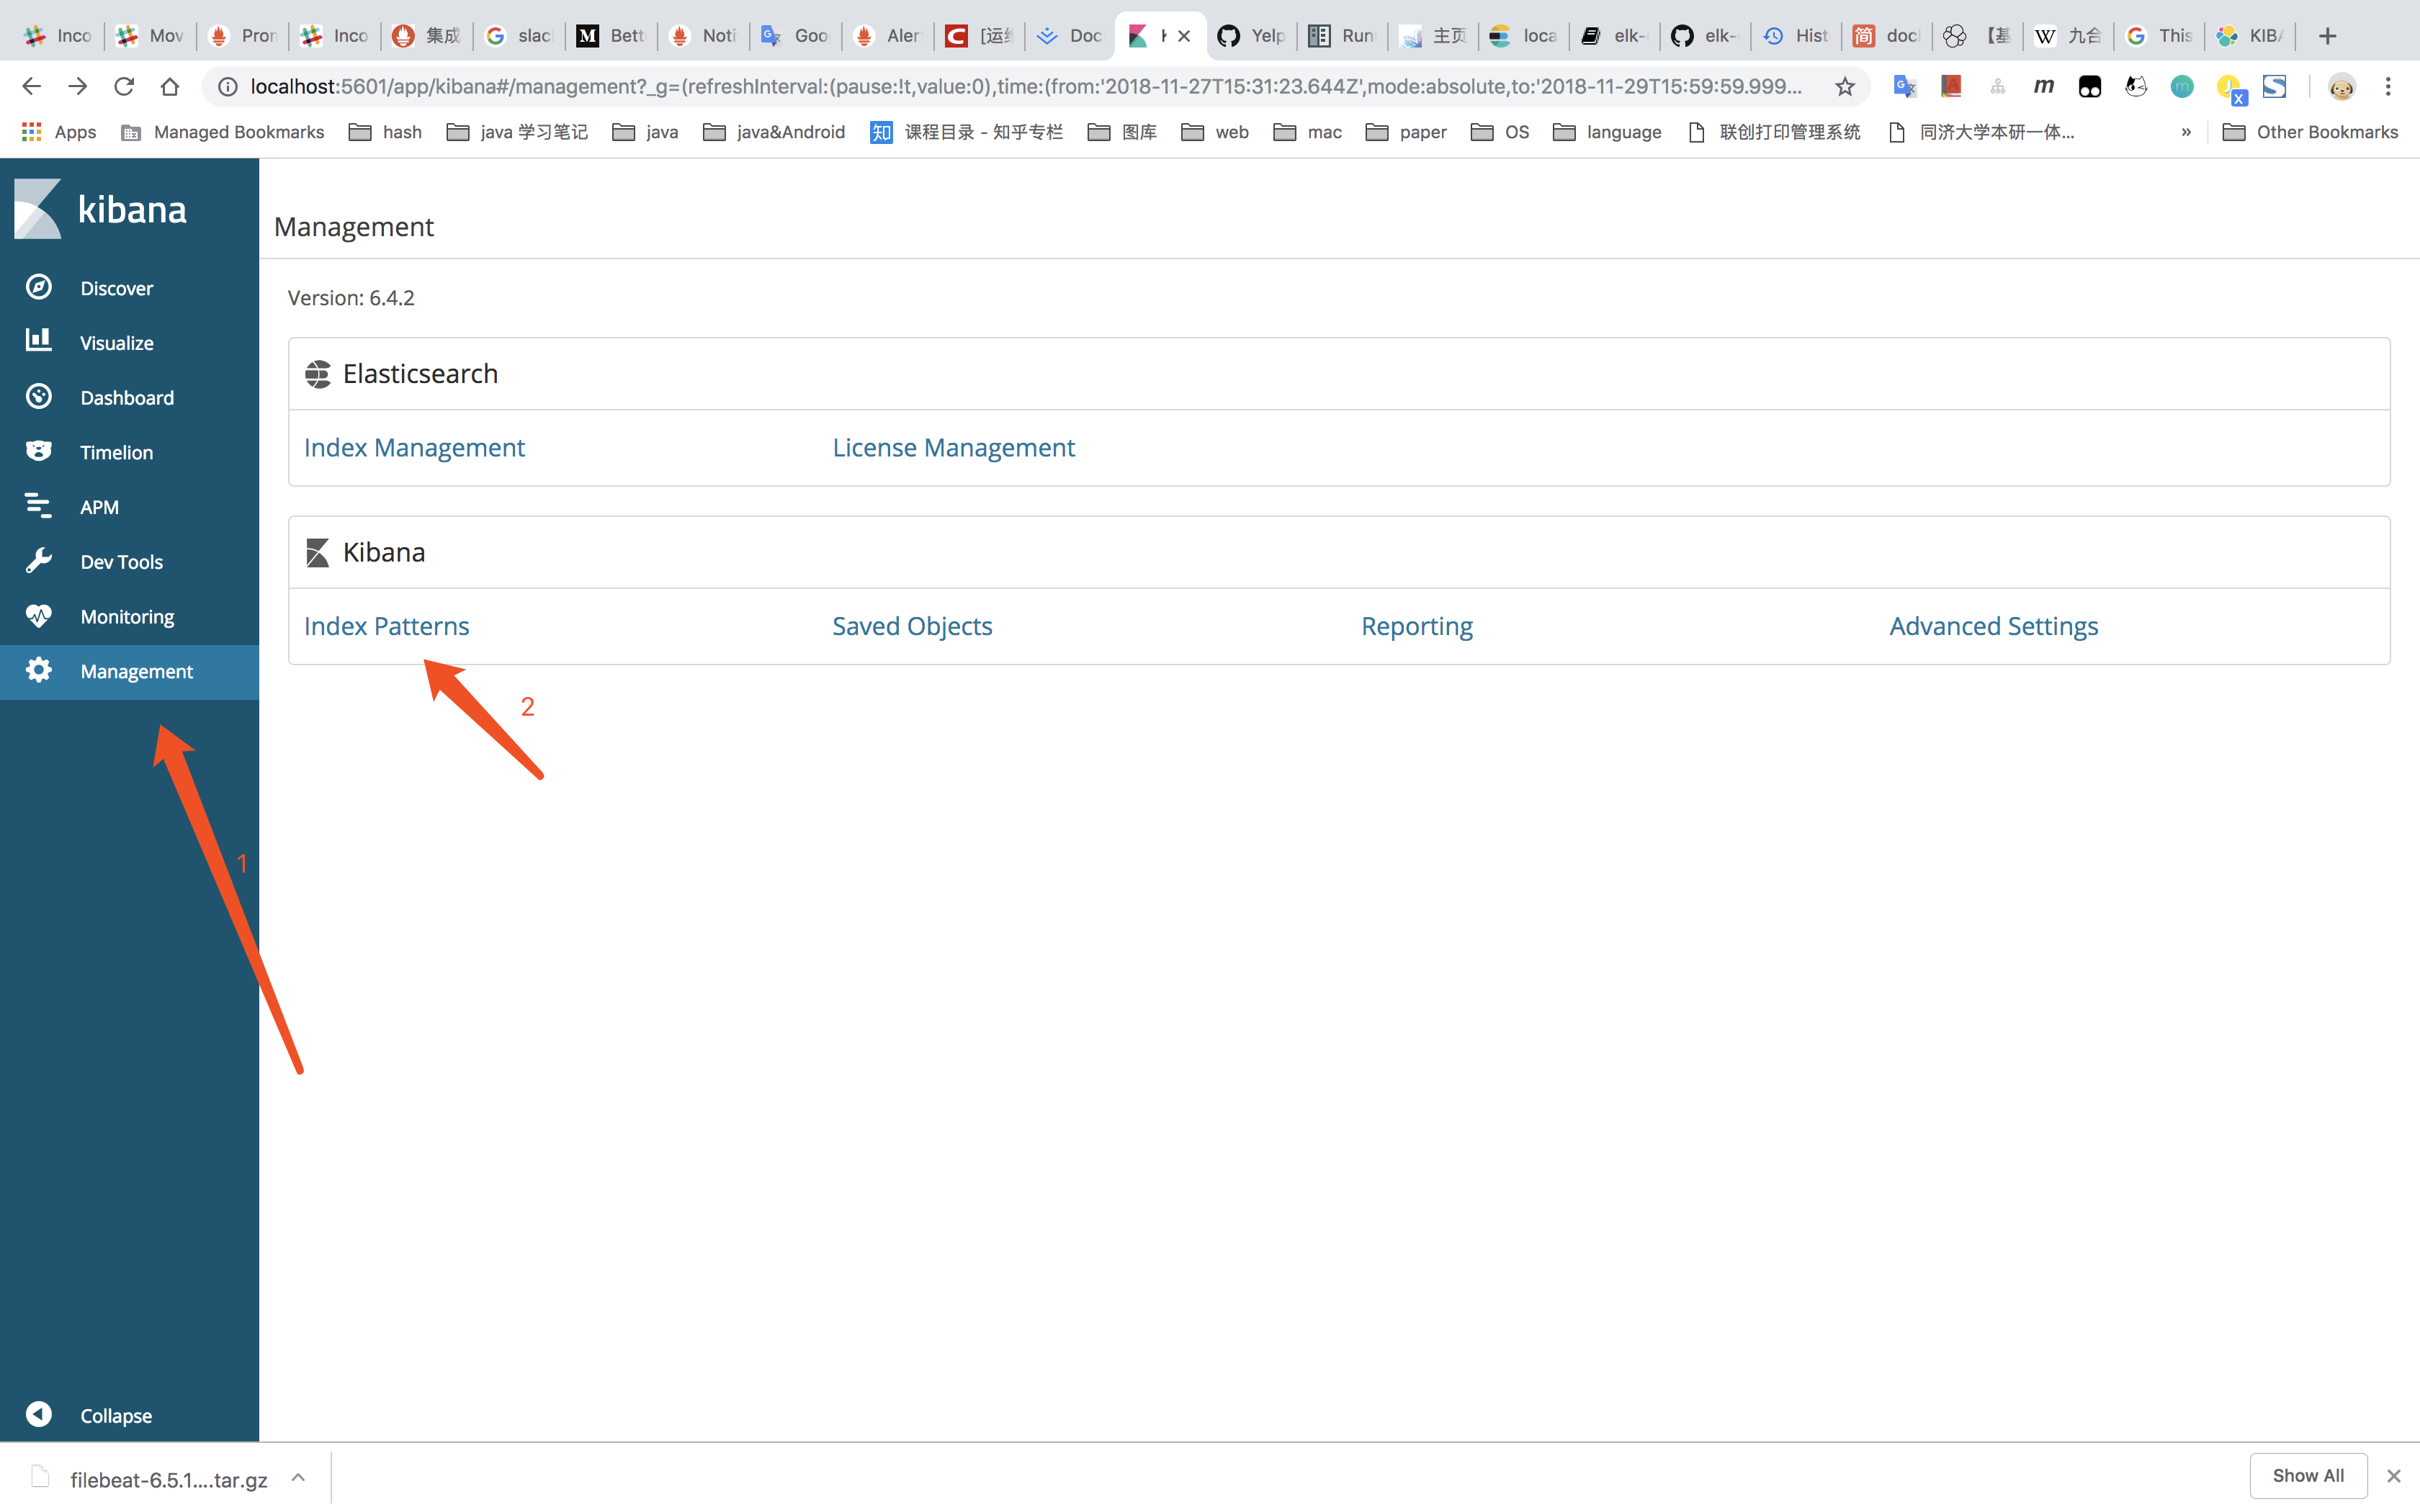 Inco Mov Pron Inco 集成 G slac M Bett Noti Goo Aler C [运 Doc Yelp Run 主页 loca elk- elk- Hist 简 doc 【基 W 九合 G This KIBA
localhost:5601/app/kibana#/management?_g=(refreshInterval:(pause:!t,value:0),time:(from:'2018-11-27T15:31:23.644Z',mode:absolute,to:'2018-11-29T15:59:59.999...
Apps Managed Bookmarks hash java 学习笔记 java java&Android 知 课程目录 - 知乎专栏 图库 web mac paper OS language 联创打印管理系统 同济大学本研一体... » Other Bookmarks
kibana
Discover
Visualize
Dashboard
Timelion
APM
Dev Tools
Monitoring
Management
Collapse
Management
Version: 6.4.2
Elasticsearch
Index Management License Management
Kibana
Index Patterns Saved Objects Reporting Advanced Settings
2
1
filebeat-6.5.1....tar.gz
Show All